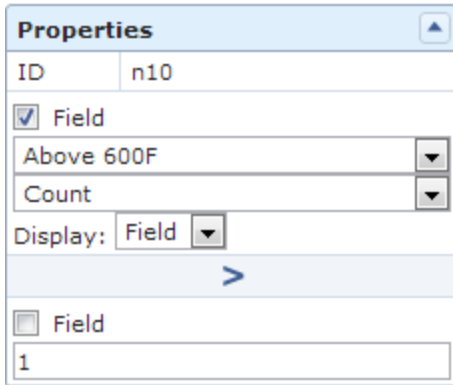 Properties
ID n10
Field
Above 600F
Count
Display: Field
>
Field
1